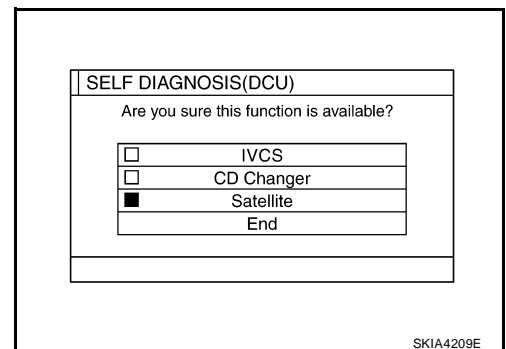 SELF DIAGNOSIS(DCU)
Are you sure this function is available?
IVCS
CD Changer
Satellite
End
SKIA4209E